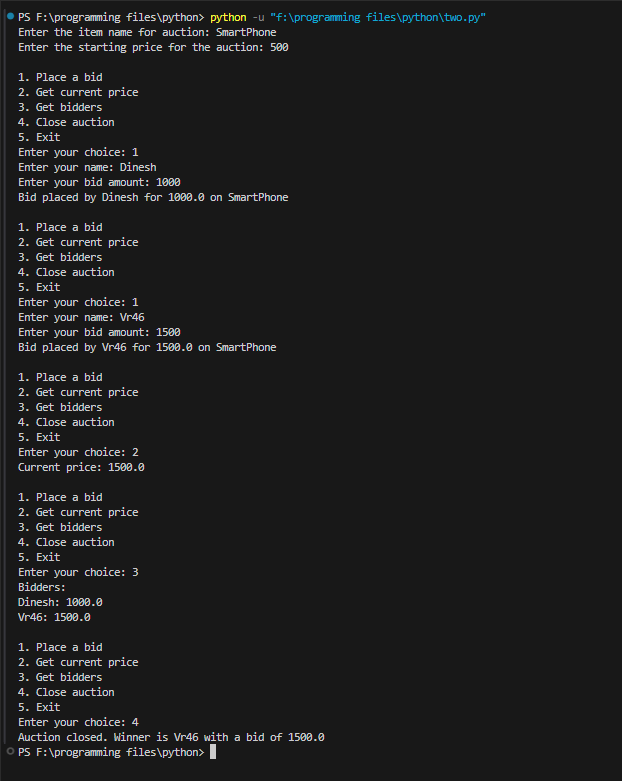 PS F:\programming files\python> python -u "f:\programming files\python\two.py"
Enter the item name for auction: SmartPhone
Enter the starting price for the auction: 500
1. Place a bid
2. Get current price
3. Get bidders
4. Close auction
5. Exit
Enter your choice: 1
Enter your name: Dinesh
Enter your bid amount: 1000
Bid placed by Dinesh for 1000.0 on SmartPhone
1. Place a bid
2. Get current price
3. Get bidders
4. Close auction
5. Exit
Enter your choice: 1
Enter your name: Vr46
Enter your bid amount: 1500
Bid placed by Vr46 for 1500.0 on SmartPhone
1. Place a bid
2. Get current price
3. Get bidders
4. Close auction
5. Exit
Enter your choice: 2
Current price: 1500.0
1. Place a bid
2. Get current price
3. Get bidders
4. Close auction
5. Exit
Enter your choice: 3
Bidders:
Dinesh: 1000.0
Vr46: 1500.0
1. Place a bid
2. Get current price
3. Get bidders
4. Close auction
5. Exit
Enter your choice: 4
Auction closed. Winner is Vr46 with a bid of 1500.0
PS F:\programming files\python>